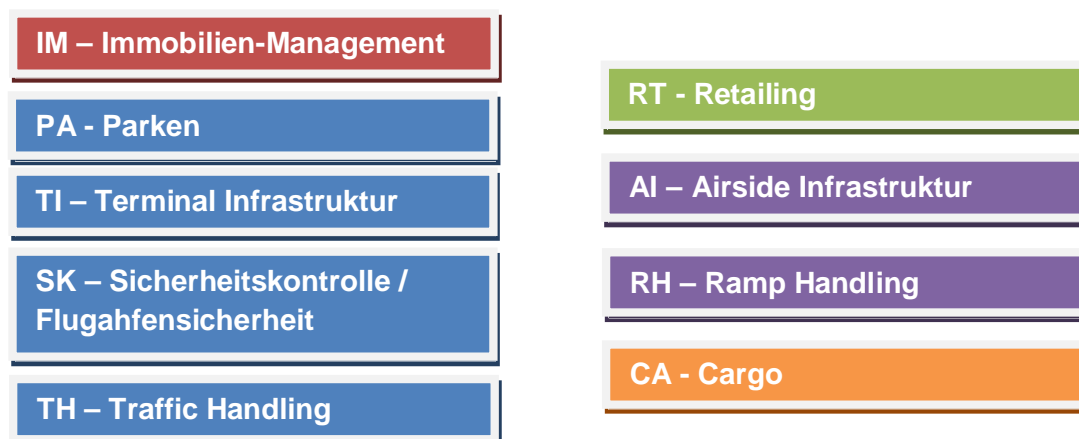 IM – Immobilien-Management
PA - Parken
TI – Terminal Infrastruktur
SK – Sicherheitskontrolle /
Flugahfensicherheit
TH – Traffic Handling
RT - Retailing
AI – Airside Infrastruktur
RH – Ramp Handling
CA - Cargo